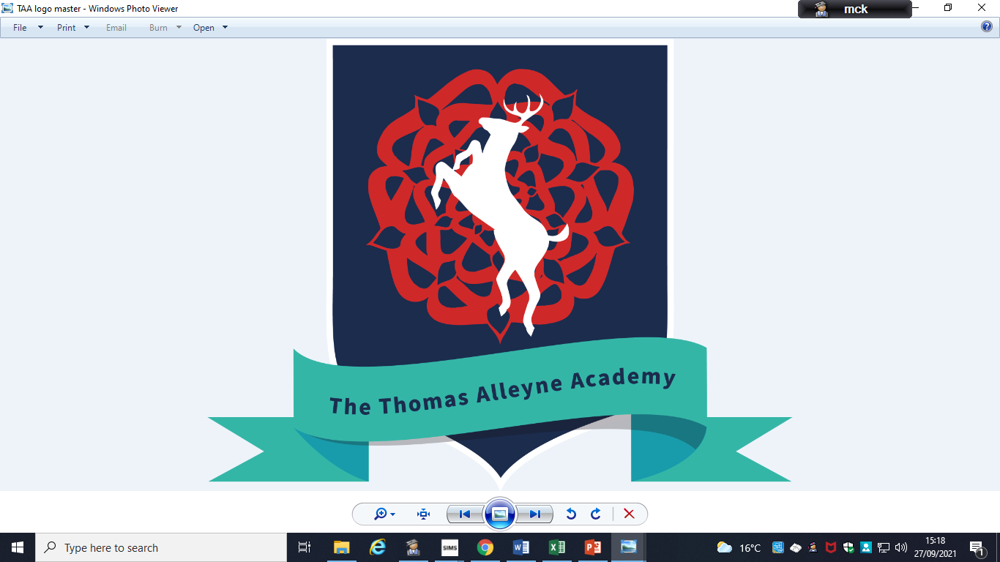 TAA logo master - Windows Photo Viewer
mck
File Print Email Burn Open
The Thomas Alleyne Academy
Type here to search
SIMS
16°C
15:18
27/09/2021
1